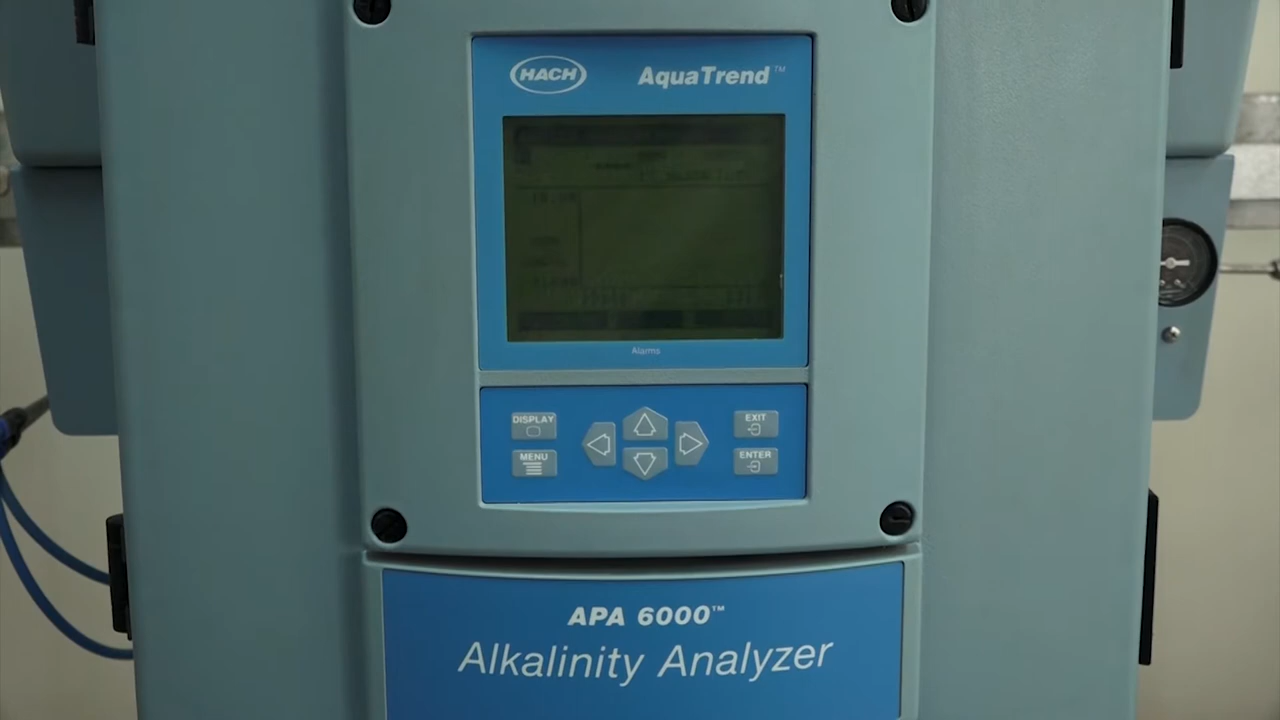 HACH AquaTrend™
Alarms
DISPLAY
EXIT
MENU
ENTER
APA 6000™
Alkalinity Analyzer